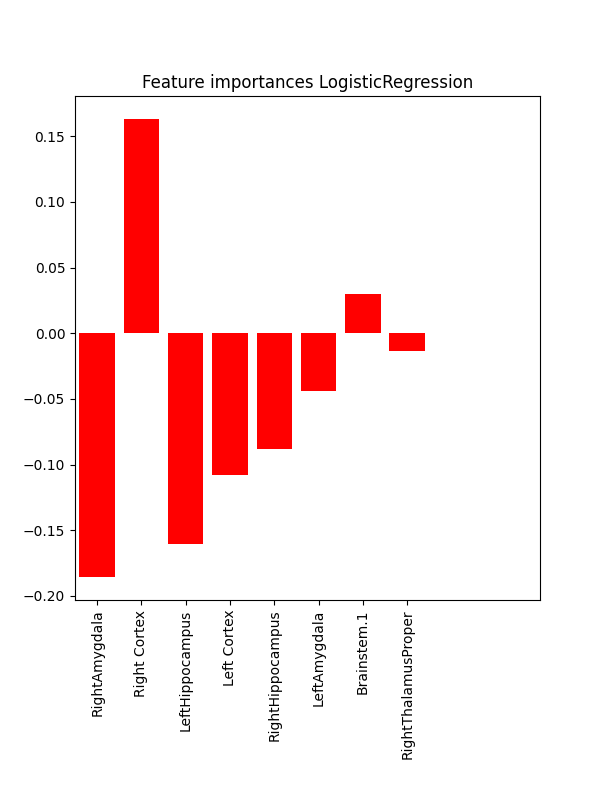 Feature importances LogisticRegression
0.15
0.10
0.05
0.00
−0.05
−0.10
−0.15
−0.20
RightAmygdala
Right Cortex
LeftHippocampus
Left Cortex
RightHippocampus
LeftAmygdala
Brainstem.1
RightThalamusProper